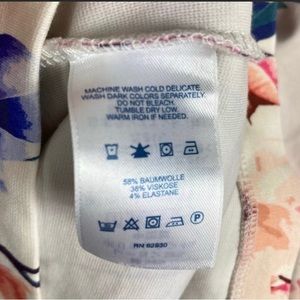 MACHINE WASH COLD DELICATE.
WASH DARK COLORS SEPARATELY.
DO NOT BLEACH.
TUMBLE DRY LOW.
WARM IRON IF NEEDED.
58% BAUMWOLLE
38% VISKOSE
4% ELASTANE
P
RN 62930